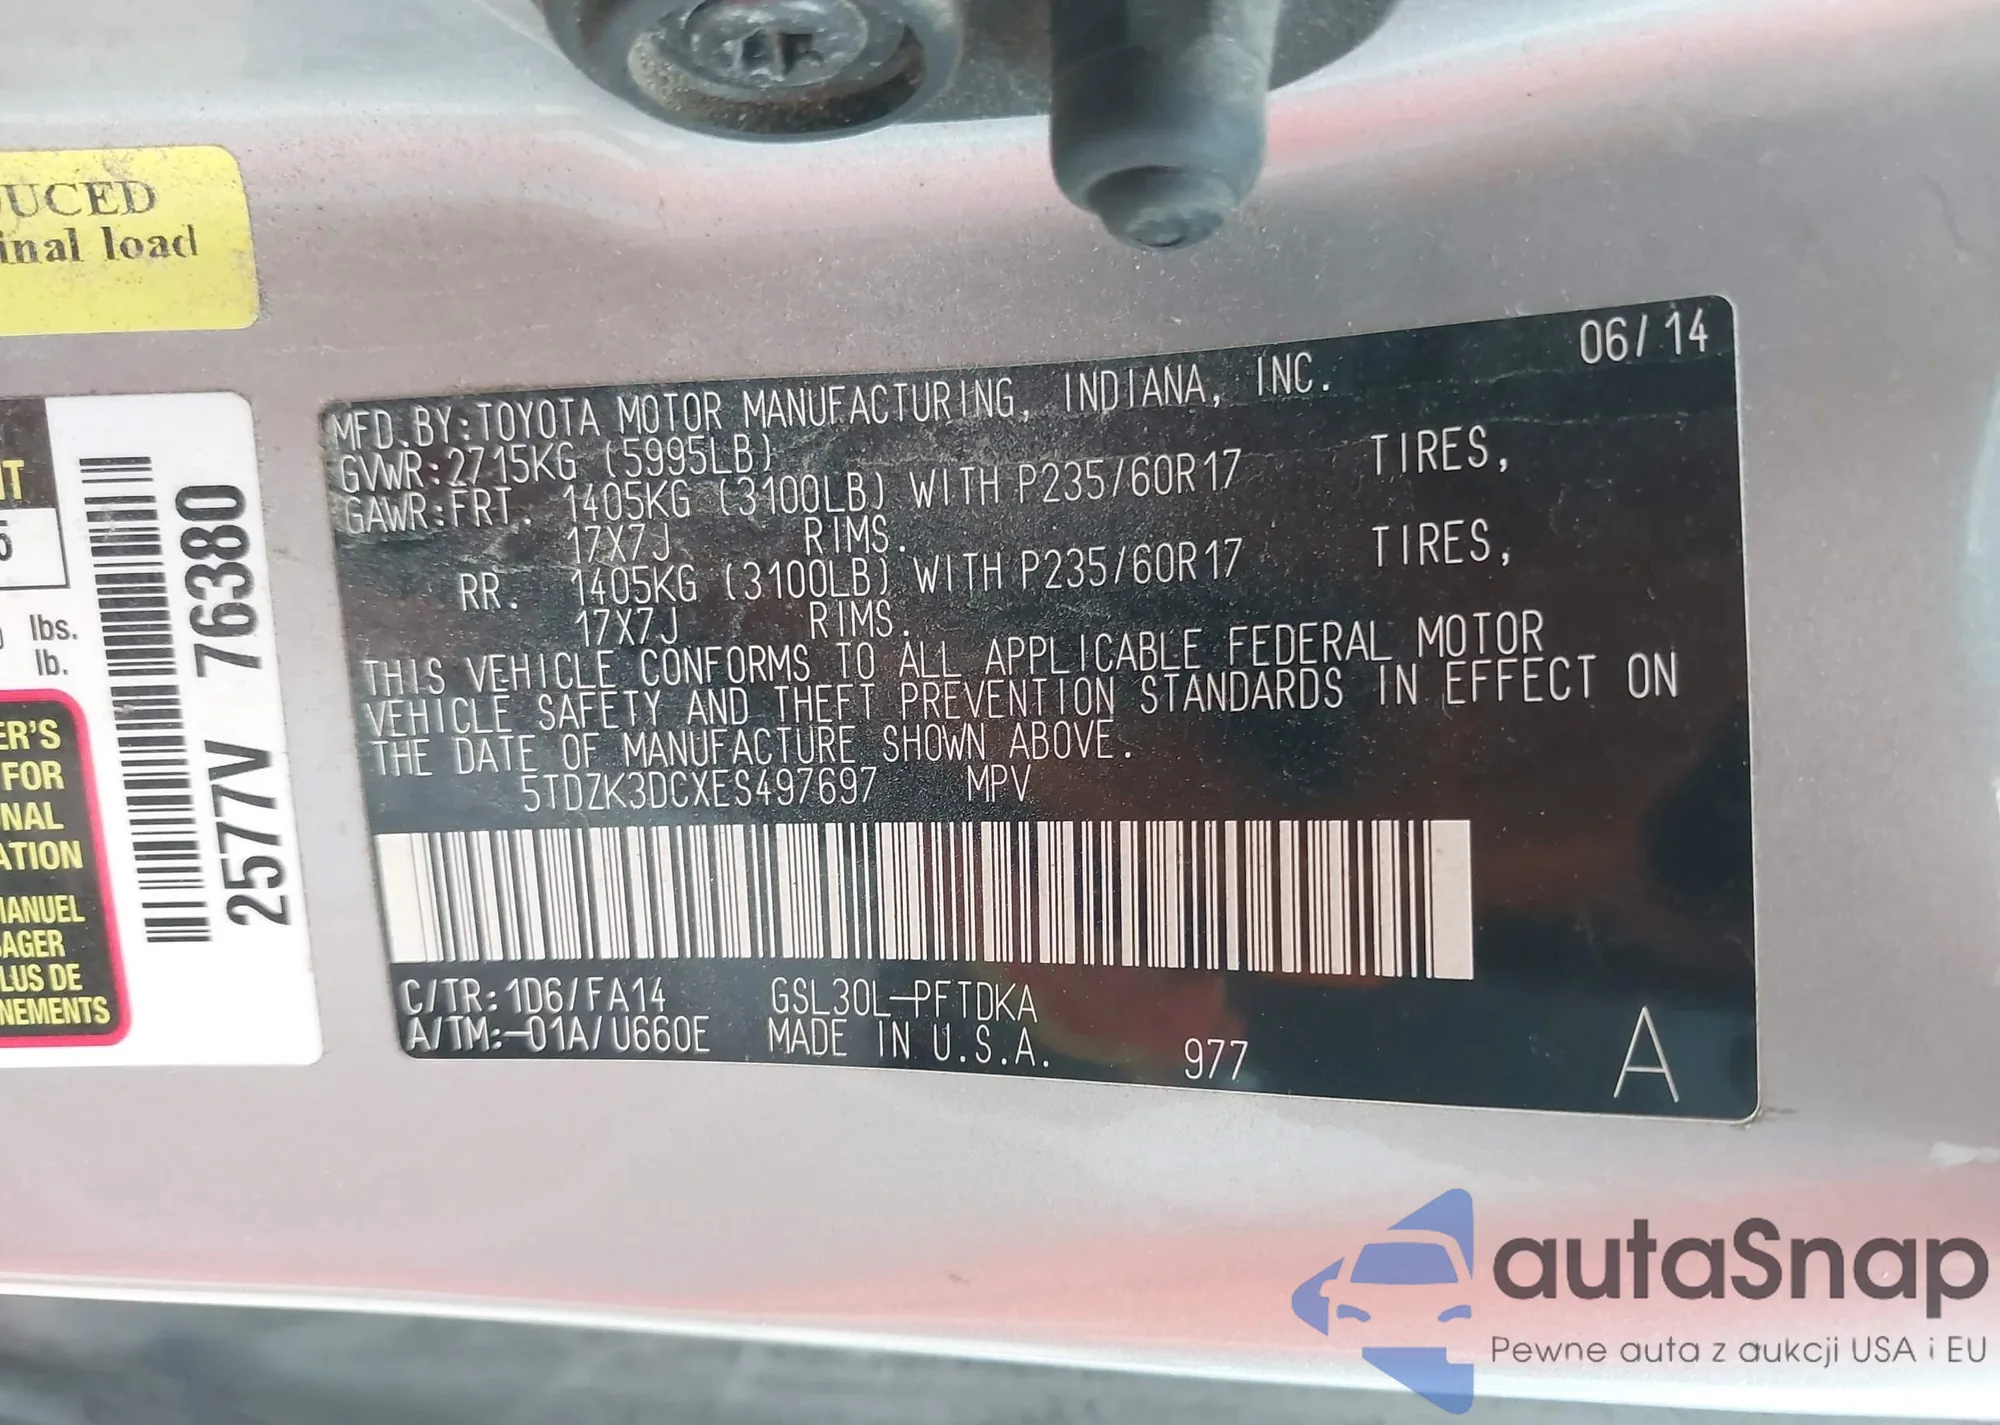 UCED
inal load
IT
lbs.
lb.
ER'S
FOR
NAL
ATION
MANUEL
AGER
LUS DE
NEMENTS
2577V 76380
06/14
MFD.BY:TOYOTA MOTOR MANUFACTURING, INDIANA, INC.
GVWR:2715KG (5995LB)
GAWR:FRT. 1405KG (3100LB) WITH P235/60R17 TIRES,
17X7J RIMS.
RR. 1405KG (3100LB) WITH P235/60R17 TIRES,
17X7J RIMS.
THIS VEHICLE CONFORMS TO ALL APPLICABLE FEDERAL MOTOR
VEHICLE SAFETY AND THEFT PREVENTION STANDARDS IN EFFECT ON
THE DATE OF MANUFACTURE SHOWN ABOVE.
5TDZK3DCXES497697 MPV
C/TR:1D6/FA14 GSL30L-PFTDKA
A/TM:-01A/U660E MADE IN U.S.A. 977 A
autaSnap
Pewne auta z aukcji USA i EU